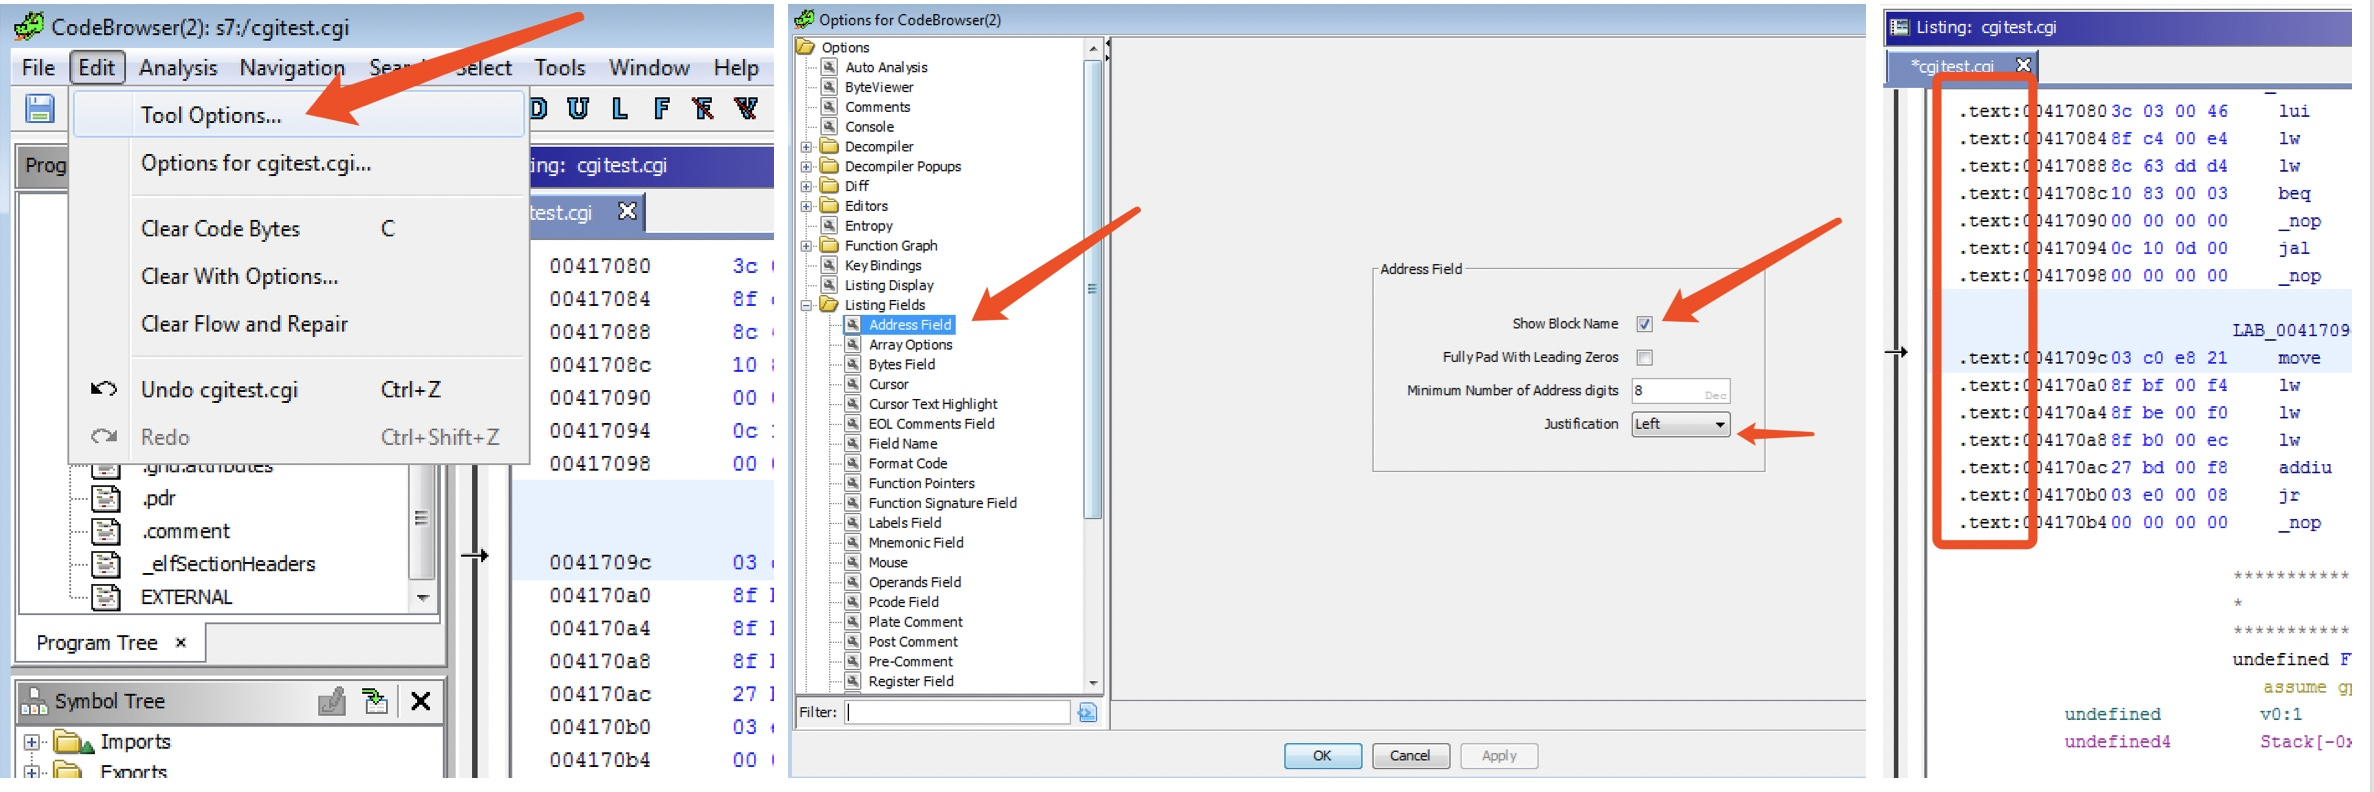 CodeBrowser(2): s7:/cgitest.cgi
File Edit Analysis Navigation Select Tools Window Help
Tool Options...
D U L F F V
Options for cgitest.cgi...
Clear Code Bytes C
Clear With Options...
Clear Flow and Repair
Undo cgitest.cgi Ctrl+Z
Redo Ctrl+Shift+Z
Prog
ing: cgitest.cgi
test.cgi
00417080 3c
00417084 8f
00417088 8c
0041708c 10
00417090 00
00417094 0c
00417098 00
0041709c 03
004170a0 8f
004170a4 8f
004170a8 8f
004170ac 27
004170b0 03
004170b4 00
.gnu.attributes
.pdr
.comment
_elfSectionHeaders
EXTERNAL
Program Tree
Symbol Tree
Imports
Exports
Options for CodeBrowser(2)
Options
Auto Analysis
ByteViewer
Comments
Console
Decompiler
Decompiler Popups
Diff
Editors
Entropy
Function Graph
Key Bindings
Listing Display
Listing Fields
Address Field
Array Options
Bytes Field
Cursor
Cursor Text Highlight
EOL Comments Field
Field Name
Format Code
Function Pointers
Function Signature Field
Labels Field
Mnemonic Field
Mouse
Operands Field
Pcode Field
Plate Comment
Post Comment
Pre-Comment
Register Field
Filter:
Address Field
Show Block Name
Fully Pad With Leading Zeros
Minimum Number of Address digits 8 Dec
Justification Left
OK Cancel Apply
Listing: cgitest.cgi
*cgitest.cgi
.text:00417080 3c 03 00 46 lui
.text:00417084 8f c4 00 e4 lw
.text:00417088 8c 63 dd d4 lw
.text:0041708c 10 83 00 03 beq
.text:00417090 00 00 00 00 _nop
.text:00417094 0c 10 0d 00 jal
.text:00417098 00 00 00 00 _nop
LAB_0041709
.text:0041709c 03 c0 e8 21 move
.text:004170a0 8f bf 00 f4 lw
.text:004170a4 8f be 00 f0 lw
.text:004170a8 8f b0 00 ec lw
.text:004170ac 27 bd 00 f8 addiu
.text:004170b0 03 e0 00 08 jr
.text:004170b4 00 00 00 00 _nop
***********
*
***********
undefined F
assume gp
undefined v0:1
undefined4 Stack[-0x